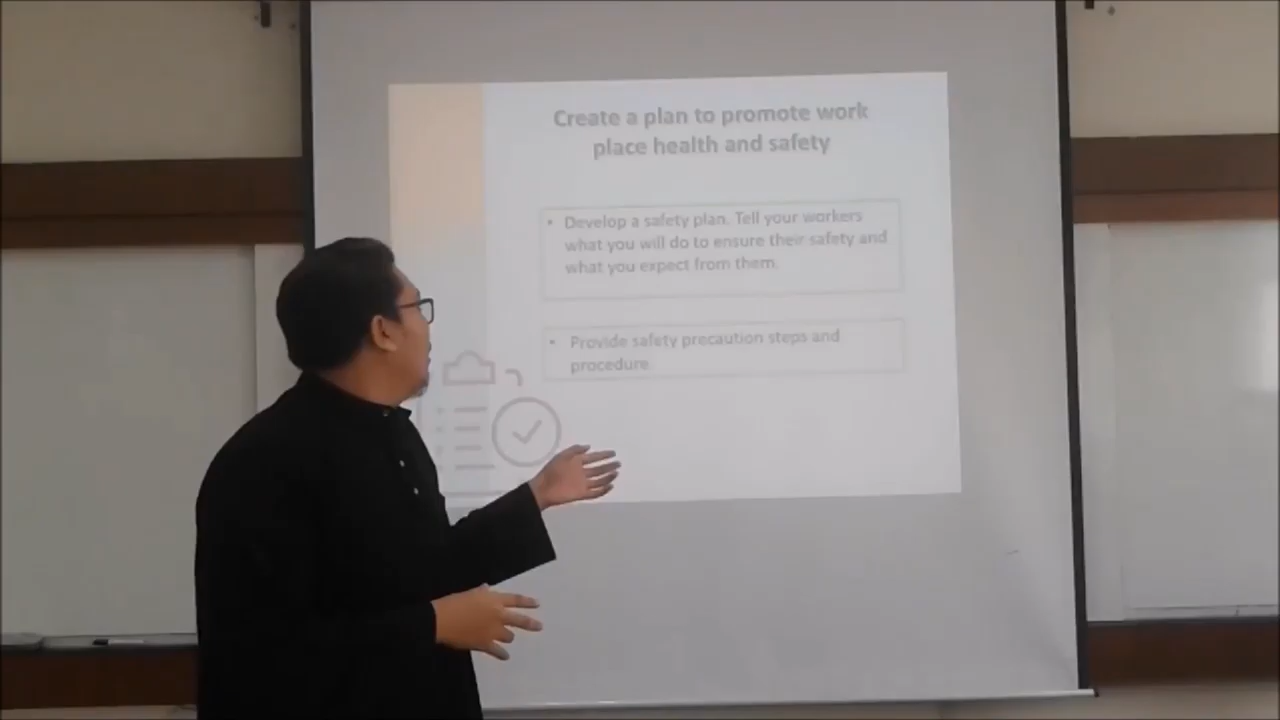 Create a plan to promote work
place health and safety
• Develop a safety plan. Tell your workers
what you will do to ensure their safety and
what you expect from them.
• Provide safety precaution steps and
procedure.